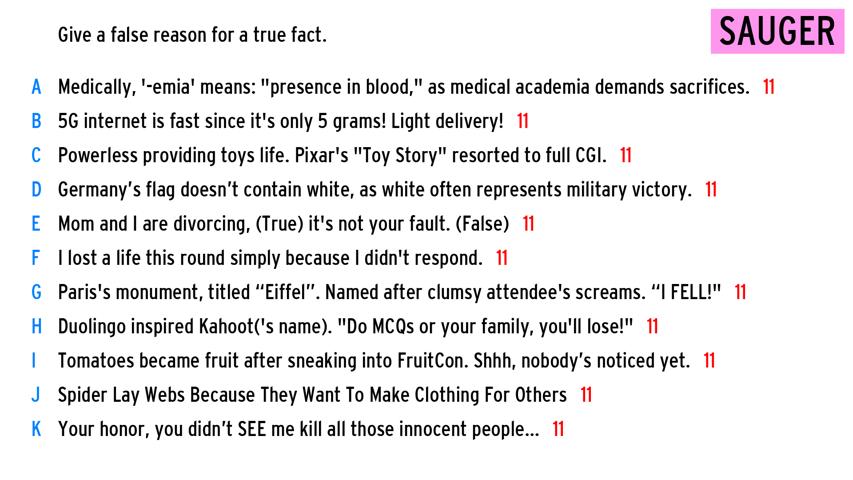 Give a false reason for a true fact.
SAUGER
A Medically, '-emia' means: "presence in blood," as medical academia demands sacrifices. 11
B 5G internet is fast since it's only 5 grams! Light delivery! 11
C Powerless providing toys life. Pixar's "Toy Story" resorted to full CGI. 11
D Germany’s flag doesn’t contain white, as white often represents military victory. 11
E Mom and I are divorcing, (True) it's not your fault. (False) 11
F I lost a life this round simply because I didn't respond. 11
G Paris's monument, titled “Eiffel”. Named after clumsy attendee's screams. “I FELL!" 11
H Duolingo inspired Kahoot('s name). "Do MCQs or your family, you'll lose!" 11
I Tomatoes became fruit after sneaking into FruitCon. Shhh, nobody’s noticed yet. 11
J Spider Lay Webs Because They Want To Make Clothing For Others 11
K Your honor, you didn’t SEE me kill all those innocent people... 11